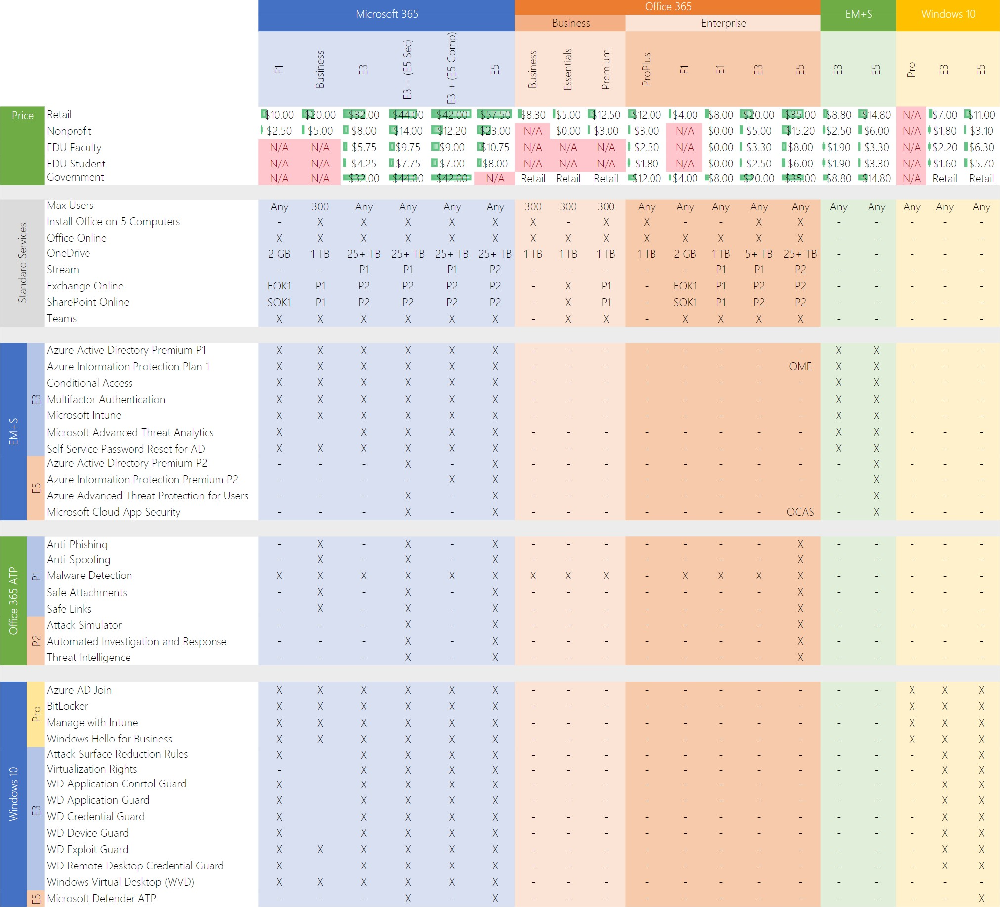 Microsoft 365 Office 365 EM+S Windows 10
Business Enterprise
F1 Business E3 E3 + (E5 Sec) E3 + (E5 Comp) E5 Business Essentials Premium ProPlus F1 E1 E3 E5 E3 E5 Pro E3 E5
Price
Retail $10.00 $20.00 $32.00 $44.00 $42.00 $57.50 $8.30 $5.00 $12.50 $12.00 $4.00 $8.00 $20.00 $35.00 $8.80 $14.80 N/A $7.00 $11.00
Nonprofit $2.50 $5.00 $8.00 $14.00 $12.20 $23.00 N/A $0.00 $3.00 $3.00 N/A $0.00 $5.00 $15.20 $2.50 $6.00 N/A $1.80 $3.10
EDU Faculty N/A N/A $5.75 $9.75 $9.00 $10.75 N/A N/A N/A $2.30 N/A $0.00 $3.30 $8.00 $1.90 $3.30 N/A $2.20 $6.30
EDU Student N/A N/A $4.25 $7.75 $7.00 $8.00 N/A N/A N/A $1.80 N/A $0.00 $2.50 $6.00 $1.90 $3.30 N/A $1.60 $5.70
Government N/A N/A $32.00 $44.00 $42.00 N/A Retail Retail Retail $12.00 $4.00 $8.00 $20.00 $35.00 $8.80 $14.80 N/A Retail Retail
Standard Services
Max Users Any 300 Any Any Any Any 300 300 300 Any Any Any Any Any Any Any Any Any Any
Install Office on 5 Computers - X X X X X X - X X - - X X - - - - -
Office Online X X X X X X X X X X X X X X - - - - -
OneDrive 2 GB 1 TB 25+ TB 25+ TB 25+ TB 25+ TB 1 TB 1 TB 1 TB 1 TB 2 GB 1 TB 5+ TB 25+ TB - - - - -
Stream - - P1 P1 P1 P2 - - - - - P1 P1 P2 - - - - -
Exchange Online EOK1 P1 P2 P2 P2 P2 - X P1 - EOK1 P1 P2 P2 - - - - -
SharePoint Online SOK1 P1 P2 P2 P2 P2 - X P1 - SOK1 P1 P2 P2 - - - - -
Teams X X X X X X - X X - X X X X - - - - -
EM+S
E3
Azure Active Directory Premium P1 X X X X X X - - - - - - - - X X - - -
Azure Information Protection Plan 1 X X X X X X - - - - - - - OME X X - - -
Conditional Access X X X X X X - - - - - - - - X X - - -
Multifactor Authentication X X X X X X - - - - - - - - X X - - -
Microsoft Intune X X X X X X - - - - - - - - X X - - -
Microsoft Advanced Threat Analytics X X X X X - - - - - - - - X X - - -
Self Service Password Reset for AD X X X X X X - - - - - - - - X X - - -
E5
Azure Active Directory Premium P2 - - - X - X - - - - - - - - - X - - -
Azure Information Protection Premium P2 - - - - X X - - - - - - - - - X - - -
Azure Advanced Threat Protection for Users - - - X - X - - - - - - - - - X - - -
Microsoft Cloud App Security - - - X - X - - - - - - - OCAS - X - - -
Office 365 ATP
P1
Anti-Phishing - X - X - X - - - - - - - X - - - - -
Anti-Spoofing - X - X - X - - - - - - - X - - - - -
Malware Detection X X X X X X X X X - X X X X - - - - -
Safe Attachments - X - X - X - - - - - - - X - - - - -
Safe Links - X - X - X - - - - - - - X - - - - -
P2
Attack Simulator - - - X - X - - - - - - - X - - - - -
Automated Investigation and Response - - - X - X - - - - - - - X - - - - -
Threat Intelligence - - - X - X - - - - - - - X - - - - -
Windows 10
Pro
Azure AD Join X X X X X X - - - - - - - - - - X X X
BitLocker X X X X X X - - - - - - - - - - X X X
Manage with Intune X X X X X X - - - - - - - - - - X X X
Windows Hello for Business X X X X X X - - - - - - - - - - X X X
E3
Attack Surface Reduction Rules X X X X X - - - - - - - - - - - X X
Virtualization Rights - X X X X - - - - - - - - - - - X X
WD Application Conrtol Guard X X X X X - - - - - - - - - - - X X
WD Application Guard X X X X X - - - - - - - - - - - X X
WD Credential Guard X X X X X - - - - - - - - - - - X X
WD Device Guard X X X X X - - - - - - - - - - - X X
WD Exploit Guard X X X X X X - - - - - - - - - - - X X
WD Remote Desktop Credential Guard X X X X X - - - - - - - - - - - X X
Windows Virtual Desktop (WVD) X X X X X X - - - - - - - - - - - - -
E5
Microsoft Defender ATP - - - X - X - - - - - - - - - - - - X